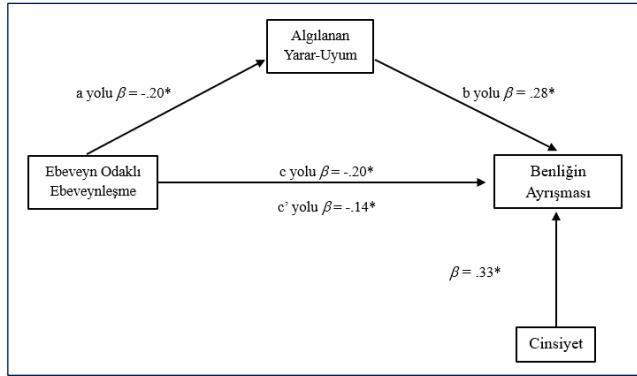 Algılanan
Yarar-Uyum
a yolu β = -.20*
b yolu β = .28*
Ebeveyn Odaklı
Ebeveynleşme
c yolu β = -.20*
c’ yolu β = -.14*
Benliğin
Ayrışması
β = .33*
Cinsiyet